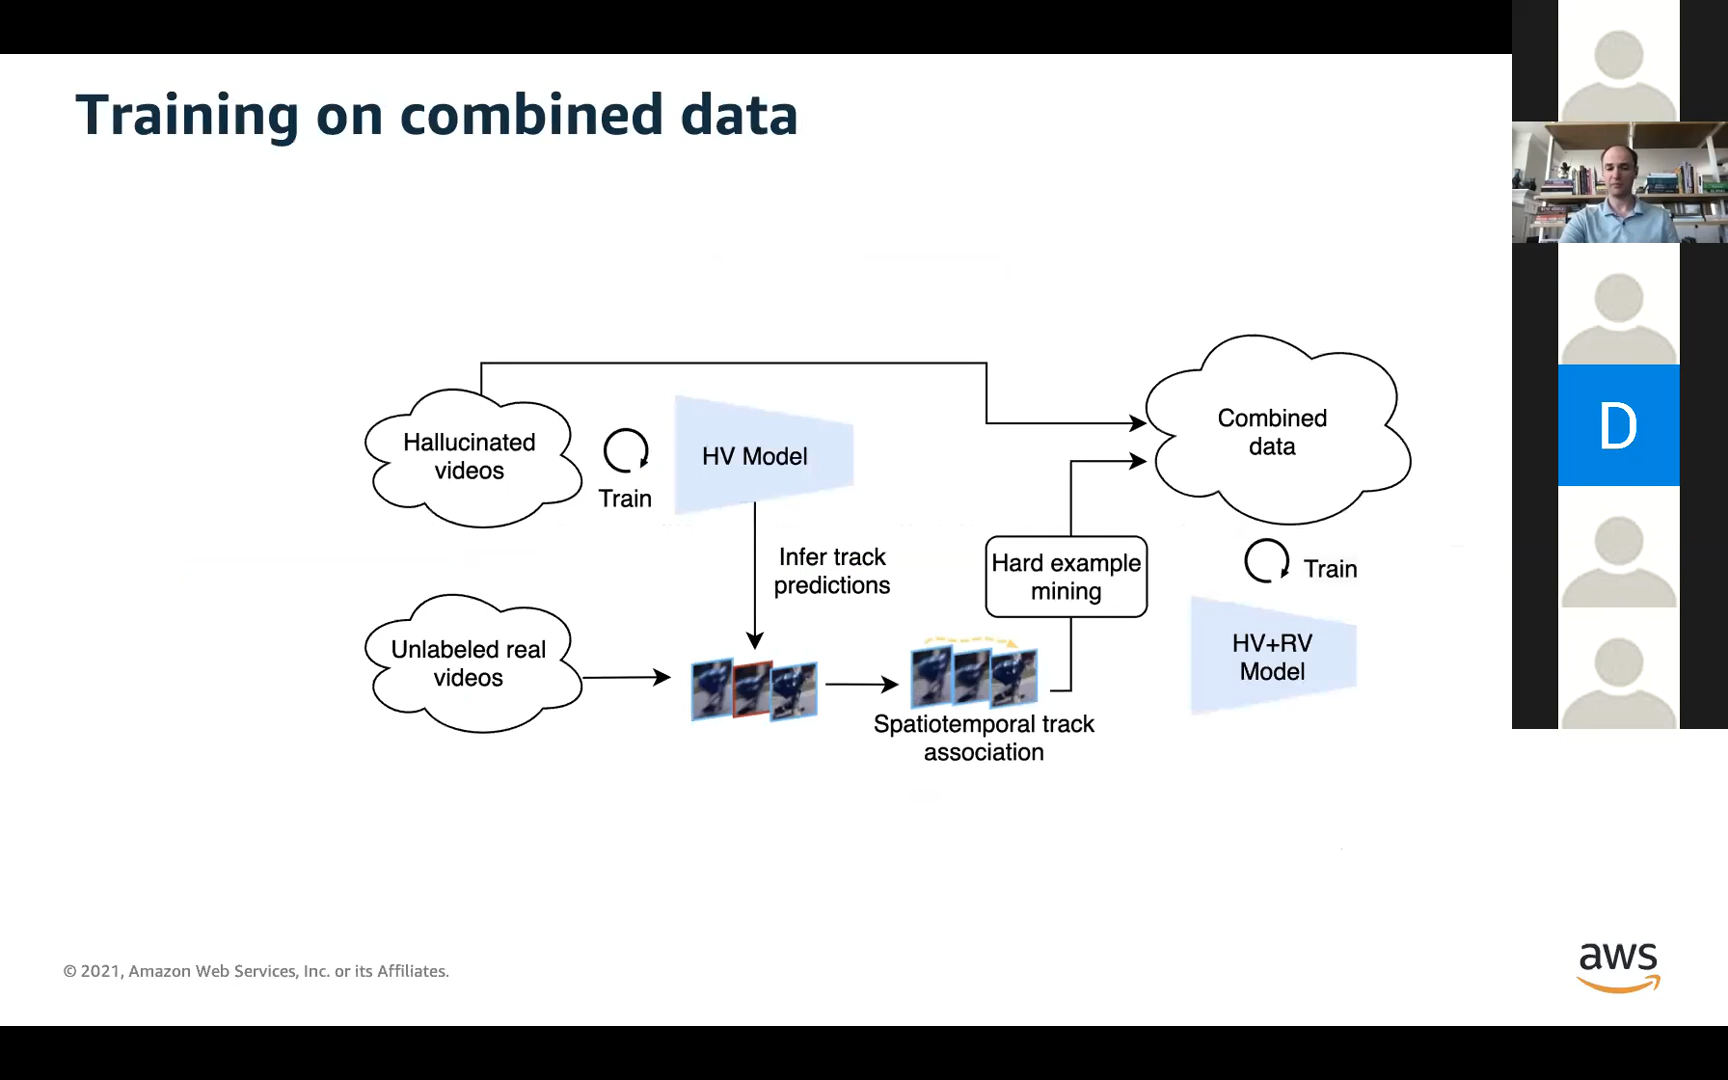 Training on combined data
Hallucinated
videos
Train
HV Model
Combined
data
Infer track
predictions
Hard example
mining
Train
Unlabeled real
videos
Spatiotemporal track
association
HV+RV
Model
D
© 2021, Amazon Web Services, Inc. or its Affiliates.
aws